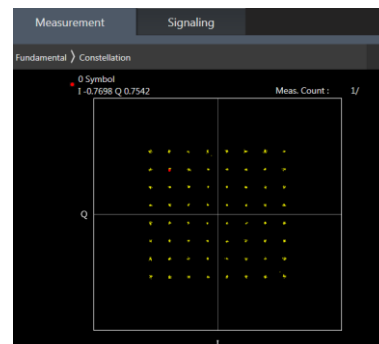 Measurement Signaling
Fundamental 〉 Constellation
0 Symbol
I -0.7698 Q 0.7542 Meas. Count : 1/
Q